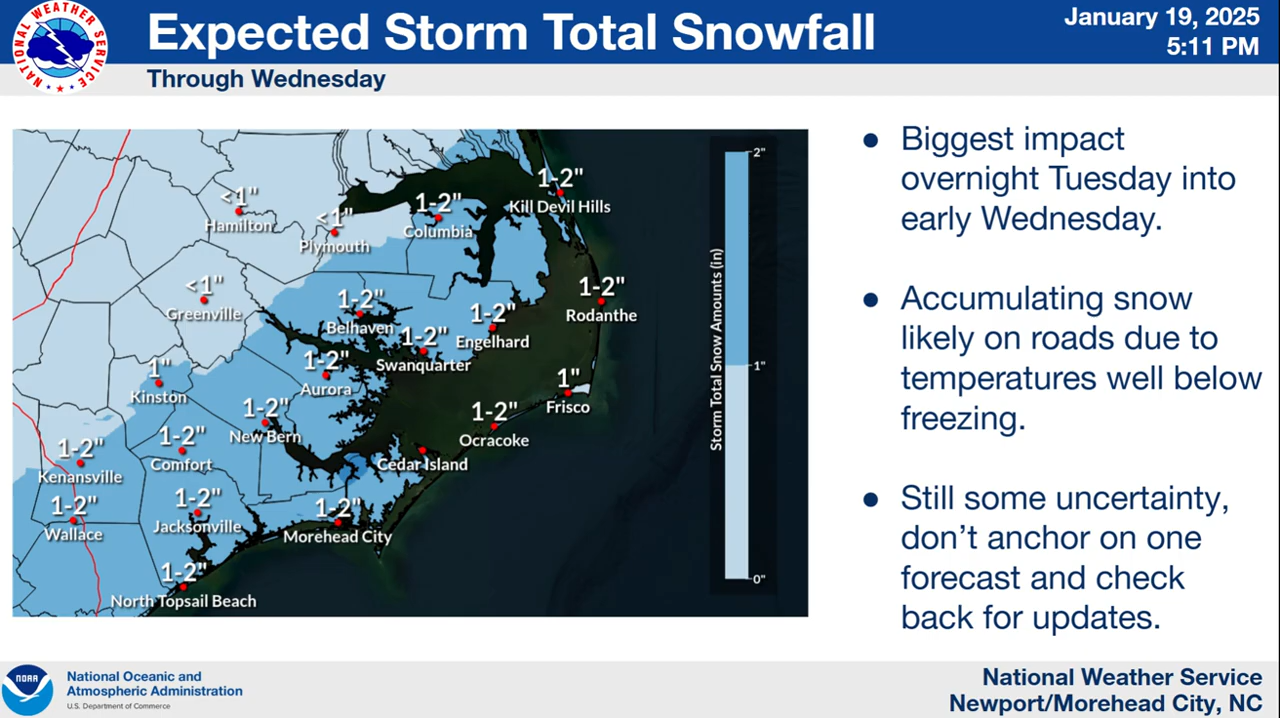 NATIONAL WEATHER SERVICE
Expected Storm Total Snowfall
January 19, 2025
5:11 PM
Through Wednesday
1-2"
Kill Devil Hills
<1"
Hamilton
<1"
Plymouth
1-2"
Columbia
<1"
Greenville
1-2"
Belhaven
1-2"
Engelhard
1-2"
Rodanthe
1-2"
Swanquarter
1-2"
Aurora
1"
Kinston
1"
Frisco
1-2"
New Bern
1-2"
Ocracoke
1-2"
Comfort
1-2"
Kenansville
Cedar Island
1-2"
Wallace
1-2"
Jacksonville
1-2"
Morehead City
1-2"
North Topsail Beach
2"
1"
0"
Storm Total Snow Amounts (in)
● Biggest impact
overnight Tuesday into
early Wednesday.
● Accumulating snow
likely on roads due to
temperatures well below
freezing.
● Still some uncertainty,
don’t anchor on one
forecast and check
back for updates.
NOAA
National Oceanic and
Atmospheric Administration
U.S. Department of Commerce
National Weather Service
Newport/Morehead City, NC